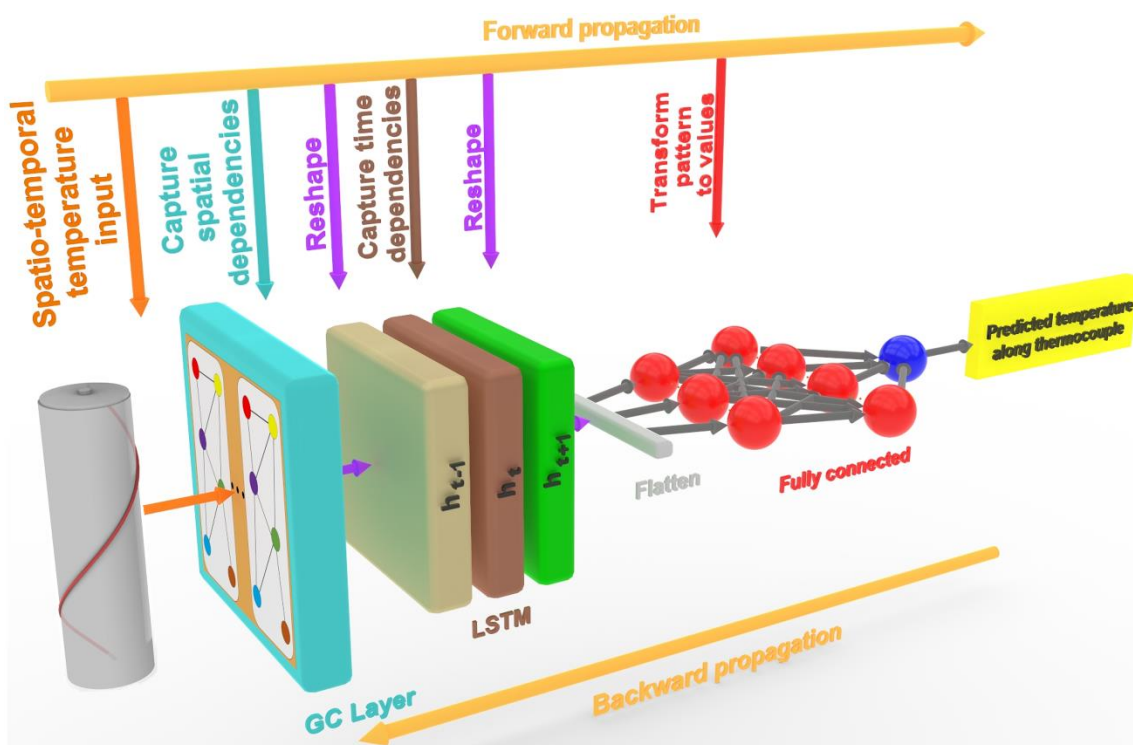 Forward propagation
Spatio-temporal
temperature
input
Capture
spatial
dependencies
Reshape
Capture time
dependencies
Reshape
Transform
pattern
to values
h t-1
h t
h t+1
LSTM
GC Layer
Flatten
Fully connected
Predicted temperature
along thermocouple
Backward propagation